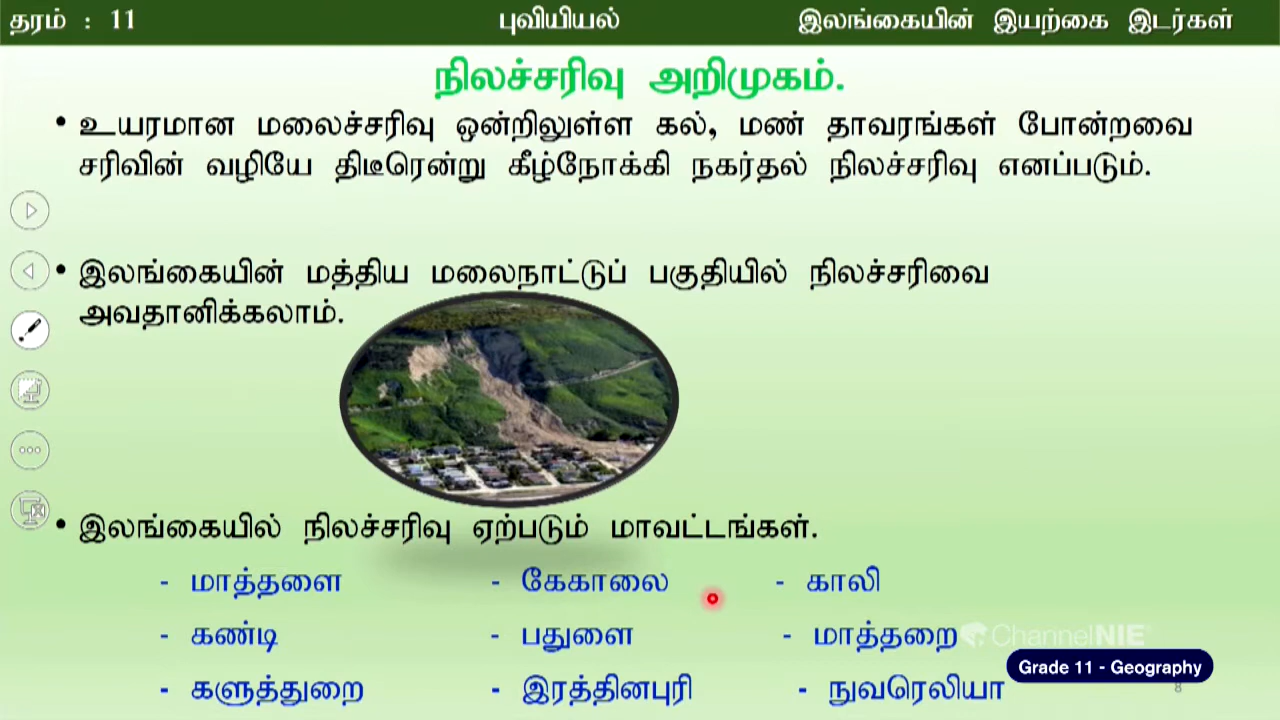 தரம் : 11 புவியியல் இலங்கையின் இயற்கை இடர்கள்
நிலச்சரிவு அறிமுகம்.
• உயரமான மலைச்சரிவு ஒன்றிலுள்ள கல், மண் தாவரங்கள் போன்றவை
சரிவின் வழியே திடீரென்று கீழ்நோக்கி நகர்தல் நிலச்சரிவு எனப்படும்.
• இலங்கையின் மத்திய மலைநாட்டுப் பகுதியில் நிலச்சரிவை
அவதானிக்கலாம்.
• இலங்கையில் நிலச்சரிவு ஏற்படும் மாவட்டங்கள்.
- மாத்தளை - கேகாலை - காலி
- கண்டி - பதுளை - மாத்தறை
ChannelNIE
Grade 11 - Geography
- களுத்துறை - இரத்தினபுரி - நுவரெலியா
8